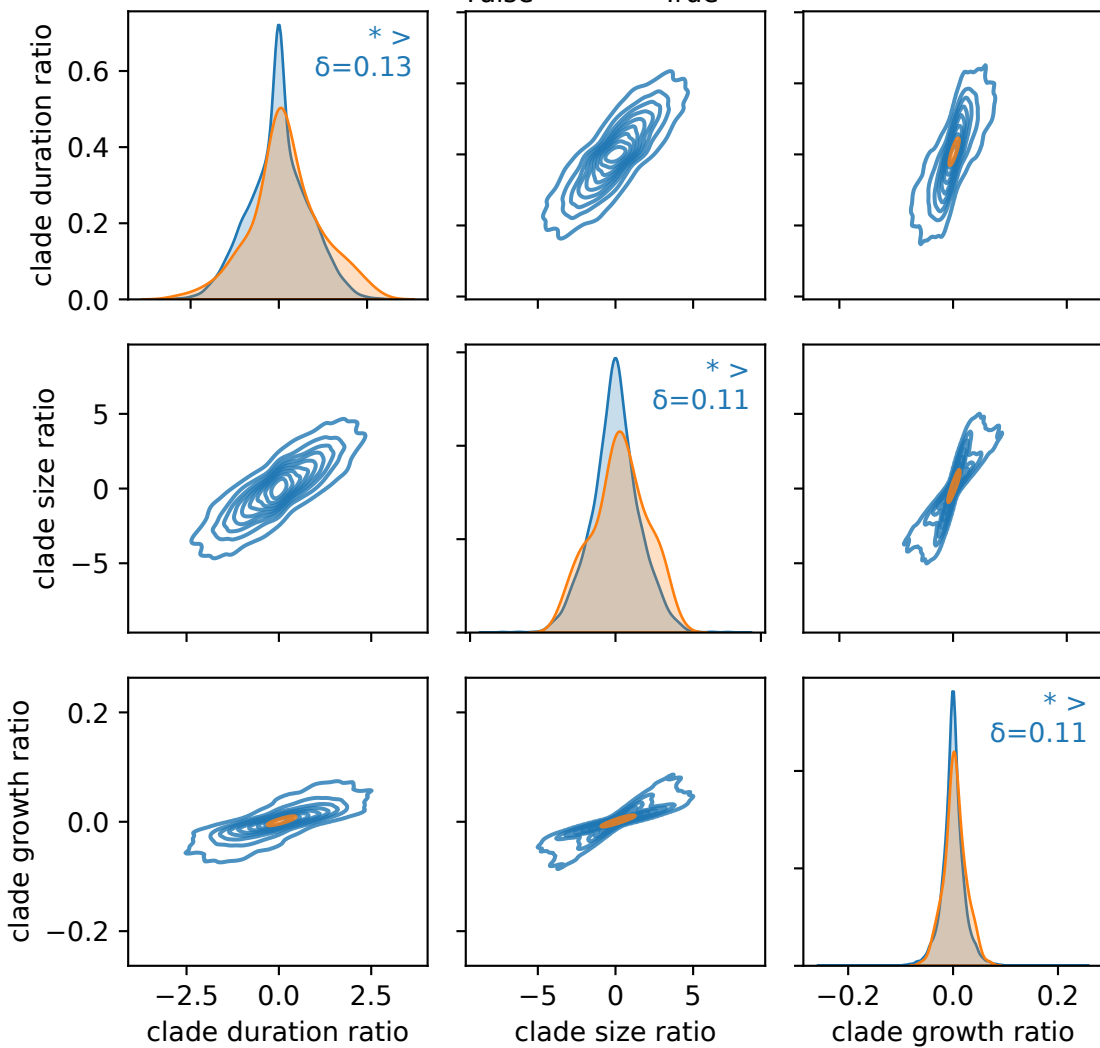 * >
δ=0.13
clade duration ratio
0.6
0.4
0.2
0.0
* >
δ=0.11
clade size ratio
5
0
−5
* >
δ=0.11
clade growth ratio
0.2
0.0
−0.2
−2.5 0.0 2.5 −5 0 5 −0.2 0.0 0.2
clade duration ratio clade size ratio clade growth ratio